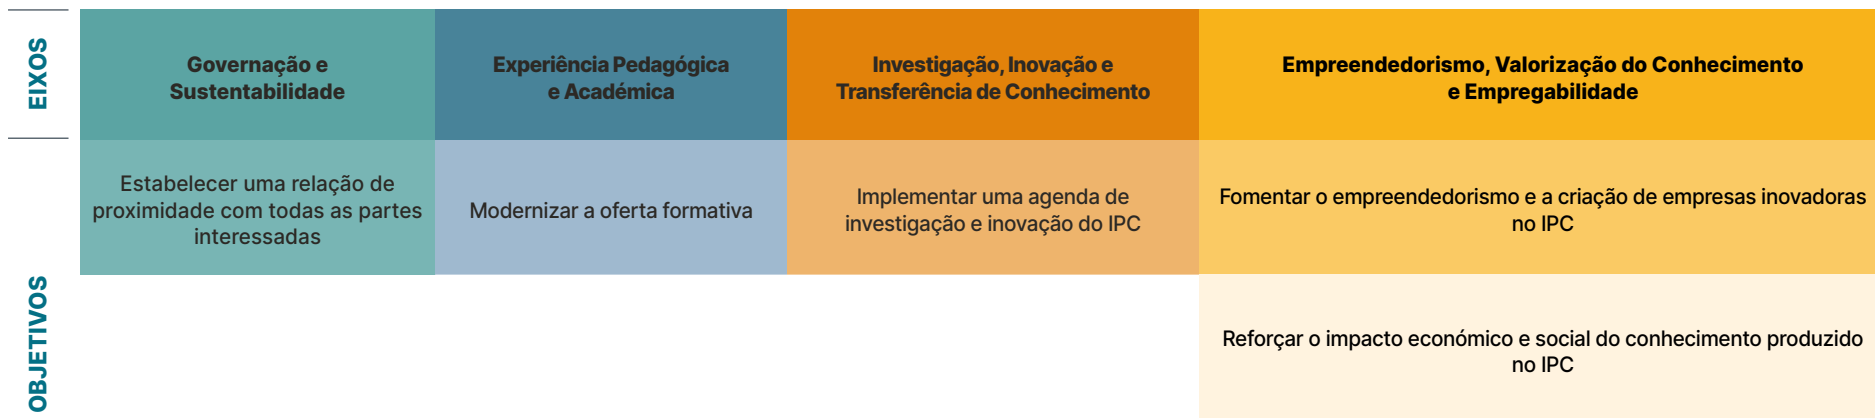 EIXOS
Governação e
Sustentabilidade
Experiência Pedagógica
e Académica
Investigação, Inovação e
Transferência de Conhecimento
Empreendedorismo, Valorização do Conhecimento
e Empregabilidade
OBJETIVOS
Estabelecer uma relação de
proximidade com todas as partes
interessadas
Modernizar a oferta formativa
Implementar uma agenda de
investigação e inovação do IPC
Fomentar o empreendedorismo e a criação de empresas inovadoras
no IPC
Reforçar o impacto económico e social do conhecimento produzido
no IPC